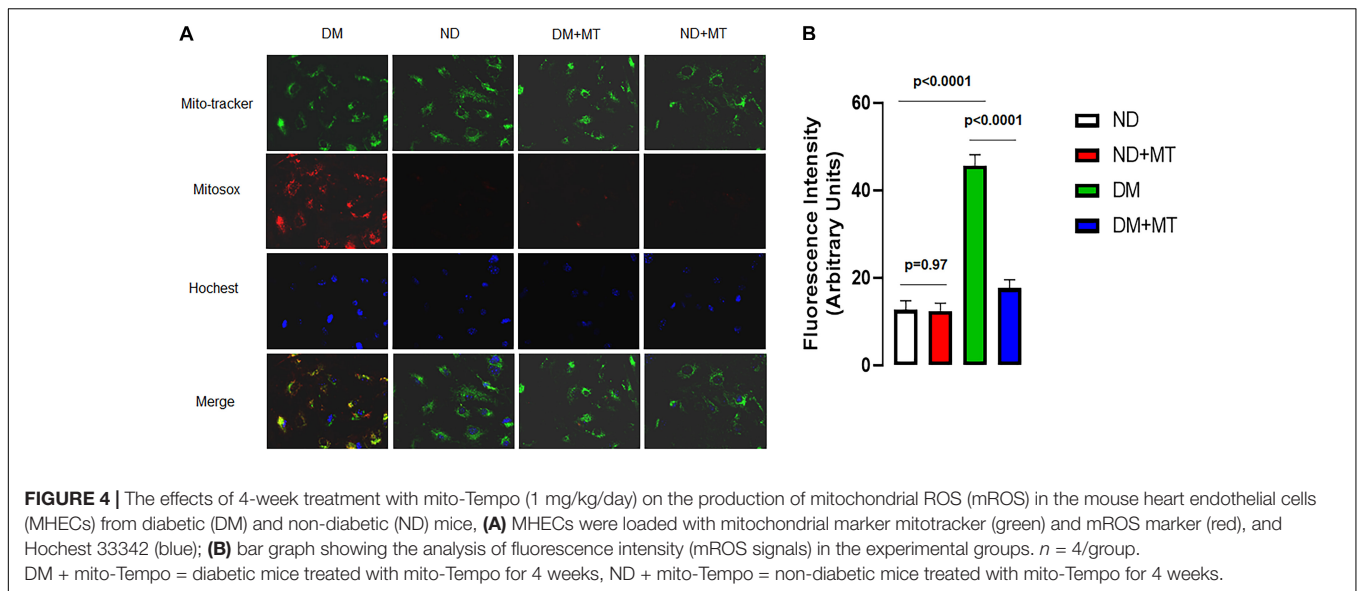 A
DM ND DM+MT ND+MT
Mito-tracker
Mitosox
Hochest
Merge
B
p<0.0001
p<0.0001
p=0.97
Fluorescence Intensity
(Arbitrary Units)
60
40
20
0
ND
ND+MT
DM
DM+MT
FIGURE 4 | The effects of 4-week treatment with mito-Tempo (1 mg/kg/day) on the production of mitochondrial ROS (mROS) in the mouse heart endothelial cells
(MHECs) from diabetic (DM) and non-diabetic (ND) mice, (A) MHECs were loaded with mitochondrial marker mitotracker (green) and mROS marker (red), and
Hochest 33342 (blue); (B) bar graph showing the analysis of fluorescence intensity (mROS signals) in the experimental groups. n = 4/group.
DM + mito-Tempo = diabetic mice treated with mito-Tempo for 4 weeks, ND + mito-Tempo = non-diabetic mice treated with mito-Tempo for 4 weeks.